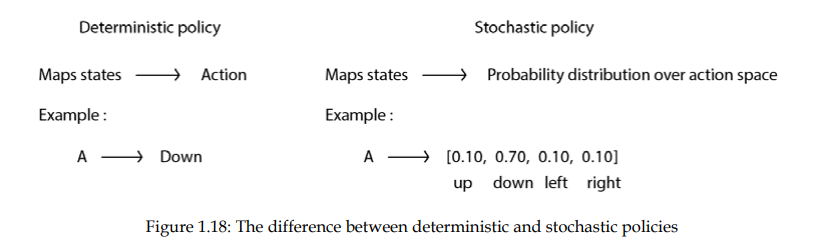 Deterministic policy
Maps states ⟶ Action
Example :
A ⟶ Down
Stochastic policy
Maps states ⟶ Probability distribution over action space
Example :
A ⟶ [0.10, 0.70, 0.10, 0.10]
up down left right
Figure 1.18: The difference between deterministic and stochastic policies